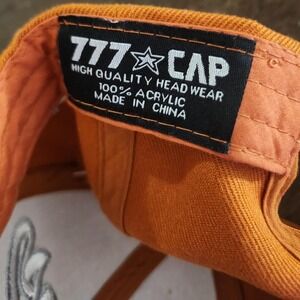 777 ☆ CAP
HIGH QUALITY HEAD WEAR
100% ACRYLIC
MADE IN CHINA